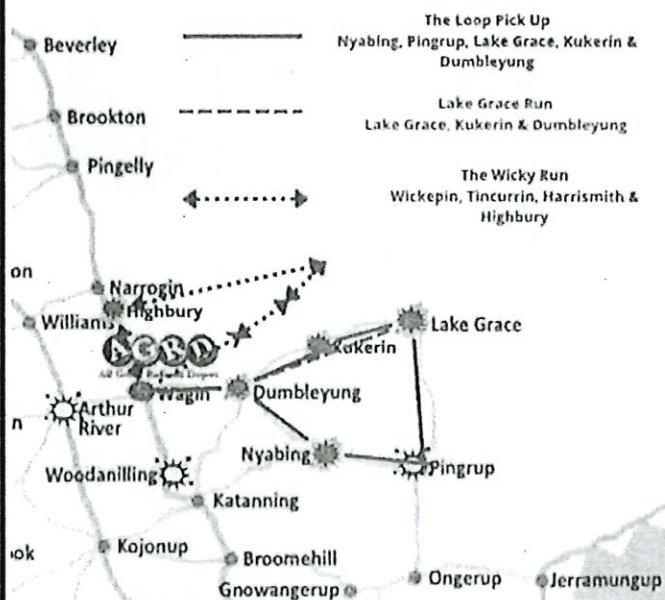 The Loop Pick Up
Nyabing, Pingrup, Lake Grace, Kukerin &
Dumbleyung
Lake Grace Run
Lake Grace, Kukerin & Dumbleyung
The Wicky Run
Wickepin, Tincurrin, Harrismith &
Highbury
Beverley
Brookton
Pingelly
on
Narrogin
Highbury
Williams
AGRD
Lake Grace
Kukerin
Wagin
Dumbleyung
Arthur
River
n
Nyabing
Pingrup
Woodanilling
Katanning
ok
Kojonup
Broomehill
Gnowangerup
Ongerup
Jerramungup